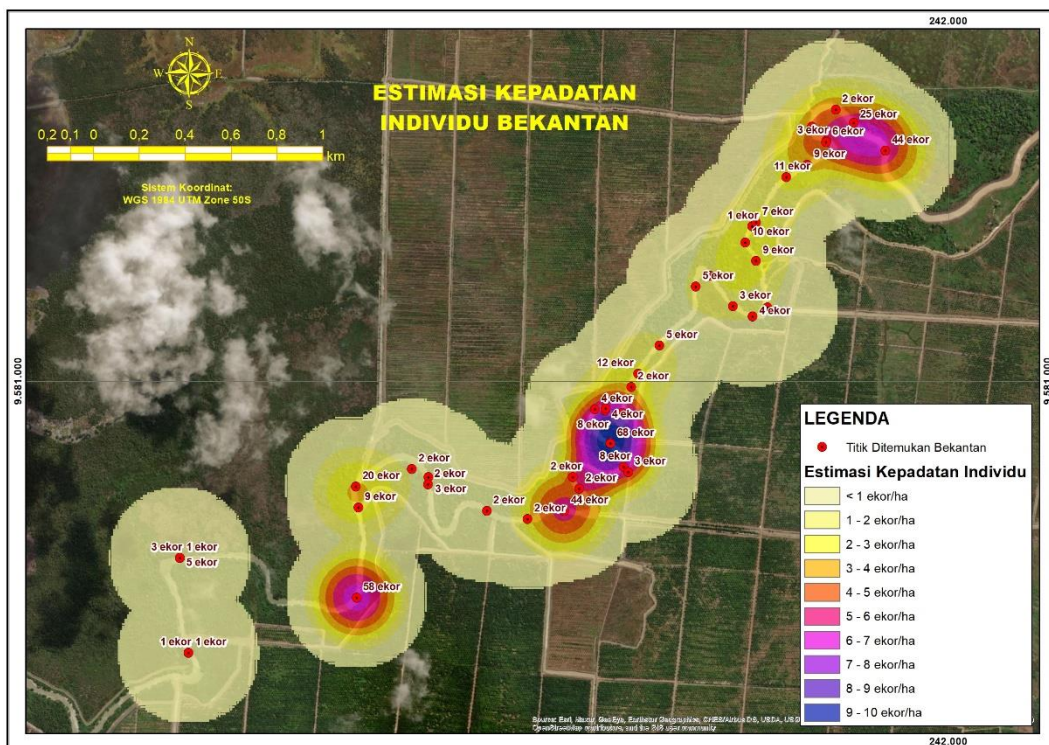 242.000
N
W E
S
ESTIMASI KEPADATAN
INDIVIDU BEKANTAN
0,2 0,1 0 0,2 0,4 0,6 0,8 1
km
Sistem Koordinat:
WGS 1984 UTM Zone 50S
2 ekor
25 ekor
3 ekor 6 ekor
44 ekor
9 ekor
11 ekor
7 ekor
1 ekor
10 ekor
9 ekor
5 ekor
3 ekor
4 ekor
5 ekor
12 ekor
2 ekor
4 ekor
4 ekor
8 ekor
68 ekor
8 ekor
3 ekor
2 ekor
2 ekor
44 ekor
2 ekor
2 ekor
2 ekor
2 ekor
3 ekor
20 ekor
9 ekor
3 ekor 1 ekor
5 ekor
58 ekor
1 ekor 1 ekor
9.581.000
9.581.000
LEGENDA
Titik Ditemukan Bekantan
Estimasi Kepadatan Individu
< 1 ekor/ha
1 - 2 ekor/ha
2 - 3 ekor/ha
3 - 4 ekor/ha
4 - 5 ekor/ha
5 - 6 ekor/ha
6 - 7 ekor/ha
7 - 8 ekor/ha
8 - 9 ekor/ha
9 - 10 ekor/ha
242.000